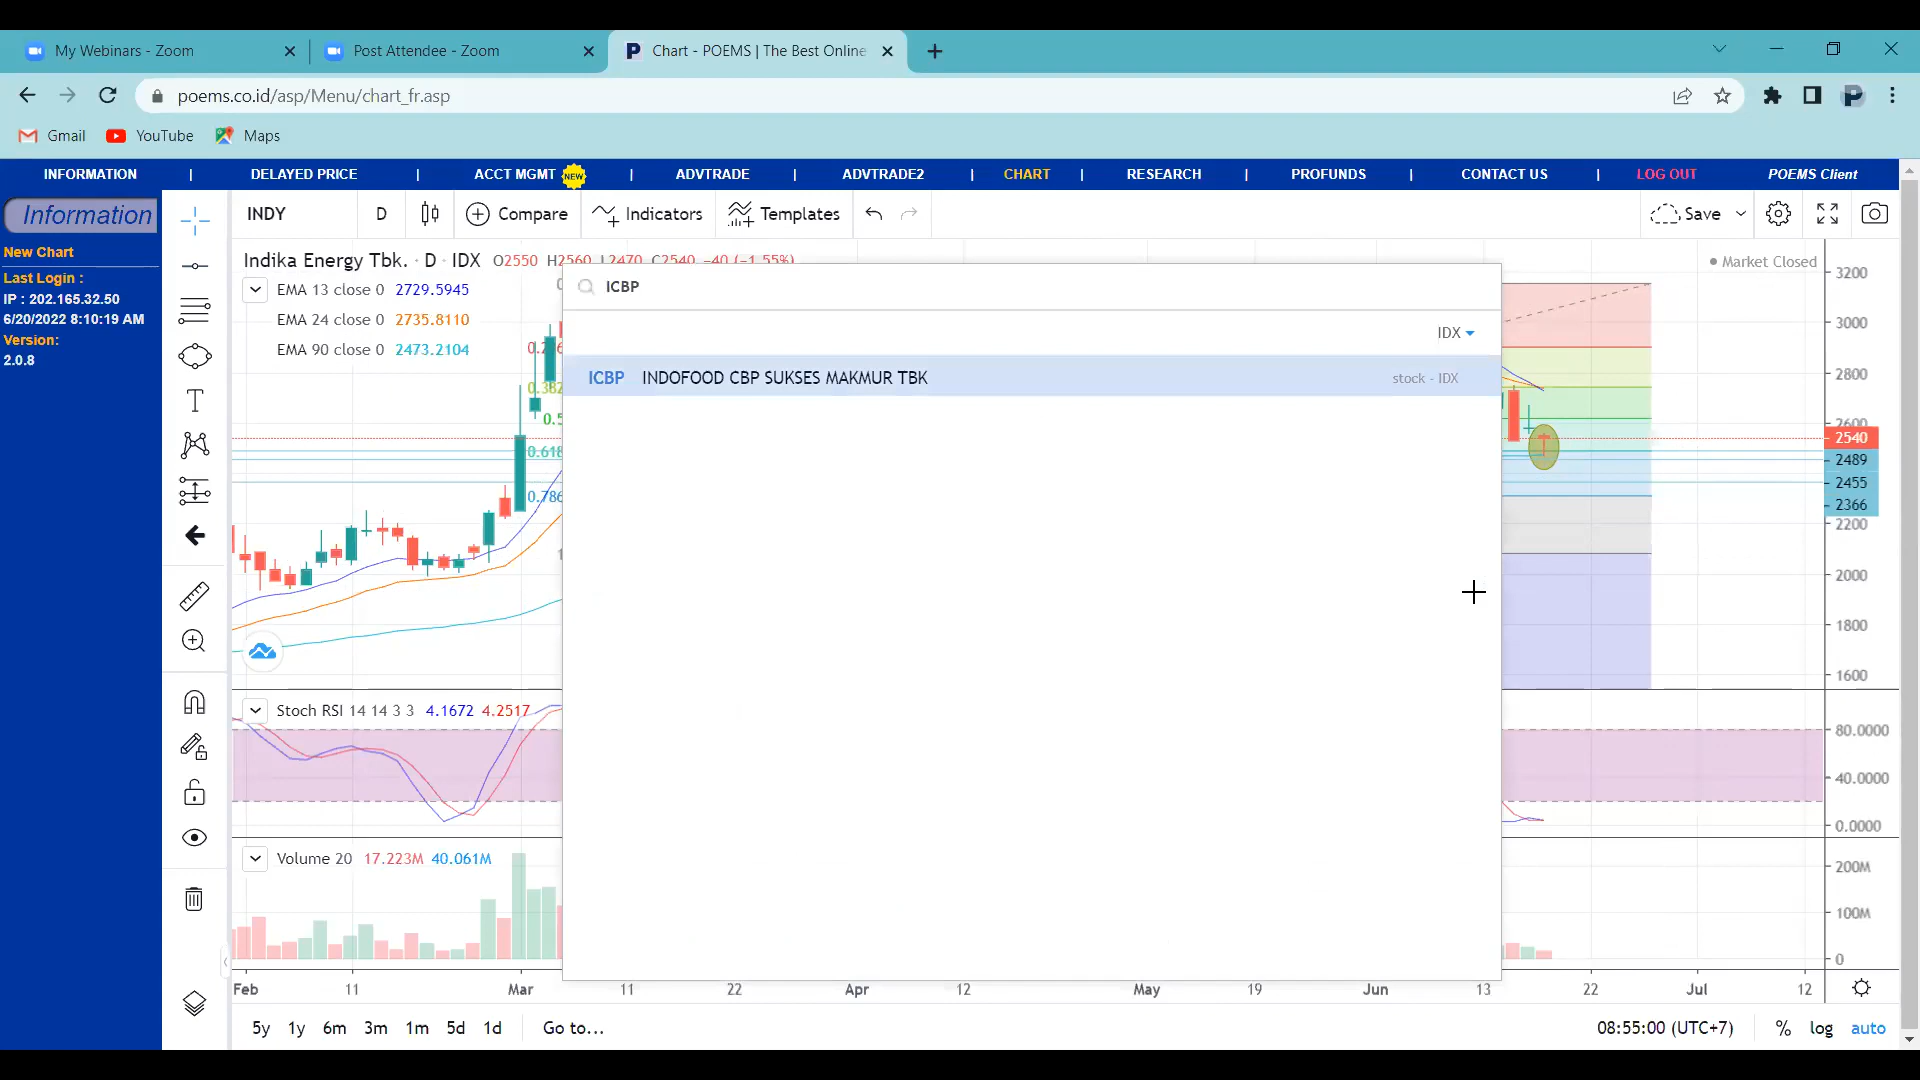 My Webinars - Zoom
Post Attendee - Zoom
Chart - POEMS | The Best Online
poems.co.id/asp/Menu/chart_fr.asp
Gmail
YouTube
Maps
INFORMATION | DELAYED PRICE | ACCT MGMT NEW | ADVTRADE | ADVTRADE2 | CHART | RESEARCH | PROFUNDS | CONTACT US | LOG OUT POEMS Client
Information
New Chart
Last Login :
IP : 202.165.32.50
6/20/2022 8:10:19 AM
Version:
2.0.8
INDY D Compare Indicators Templates Save
Indika Energy Tbk. · D · IDX O2550 H2560 L2470 C2540 −40 (−1.55%)
Market Closed
EMA 13 close 0 2729.5945
EMA 24 close 0 2735.8110
EMA 90 close 0 2473.2104
ICBP
IDX
ICBP INDOFOOD CBP SUKSES MAKMUR TBK stock - IDX
0.382
0.618
0.786
3200
3000
2800
2600
2540
2489
2455
2366
2200
2000
1800
1600
Stoch RSI 14 14 3 3 4.1672 4.2517
80.0000
40.0000
0.0000
Volume 20 17.223M 40.061M
200M
100M
0
Feb 11 Mar 11 22 Apr 12 May 19 Jun 13 22 Jul 12
5y 1y 6m 3m 1m 5d 1d Go to... 08:55:00 (UTC+7) % log auto